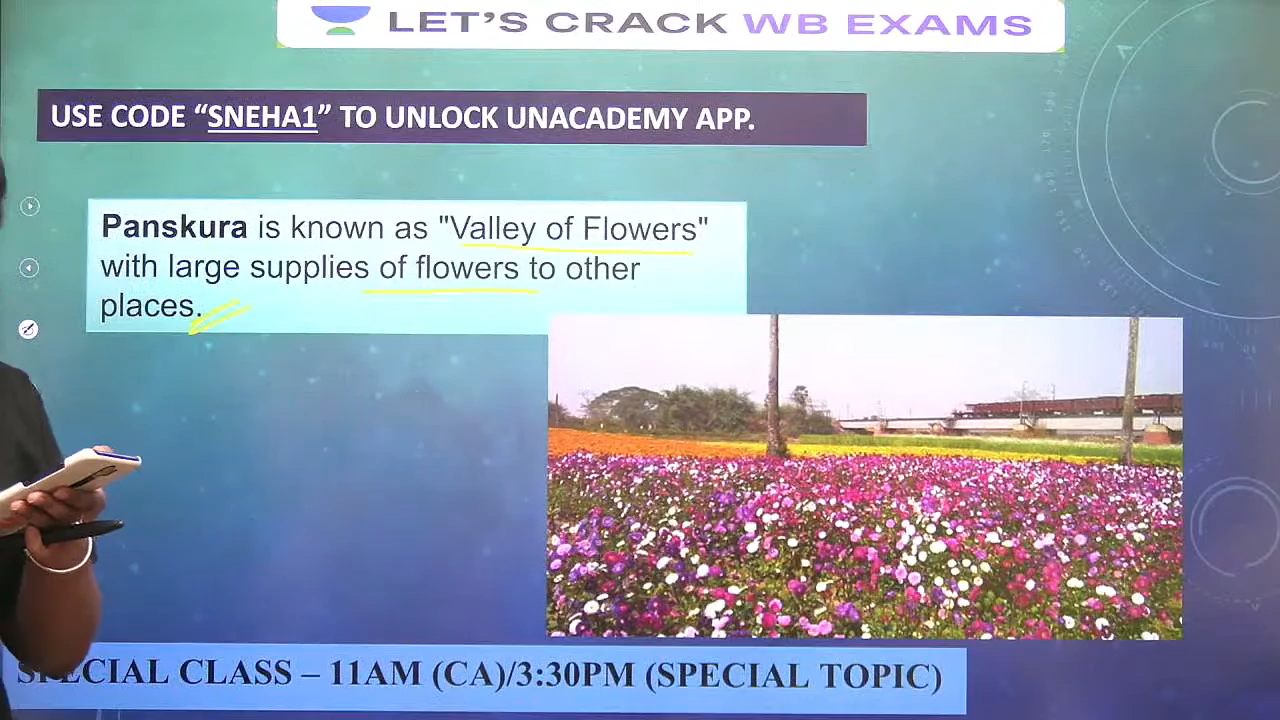 LET'S CRACK WB EXAMS
USE CODE “SNEHA1” TO UNLOCK UNACADEMY APP.
Panskura is known as "Valley of Flowers"
with large supplies of flowers to other
places.
SPECIAL CLASS – 11AM (CA)/3:30PM (SPECIAL TOPIC)